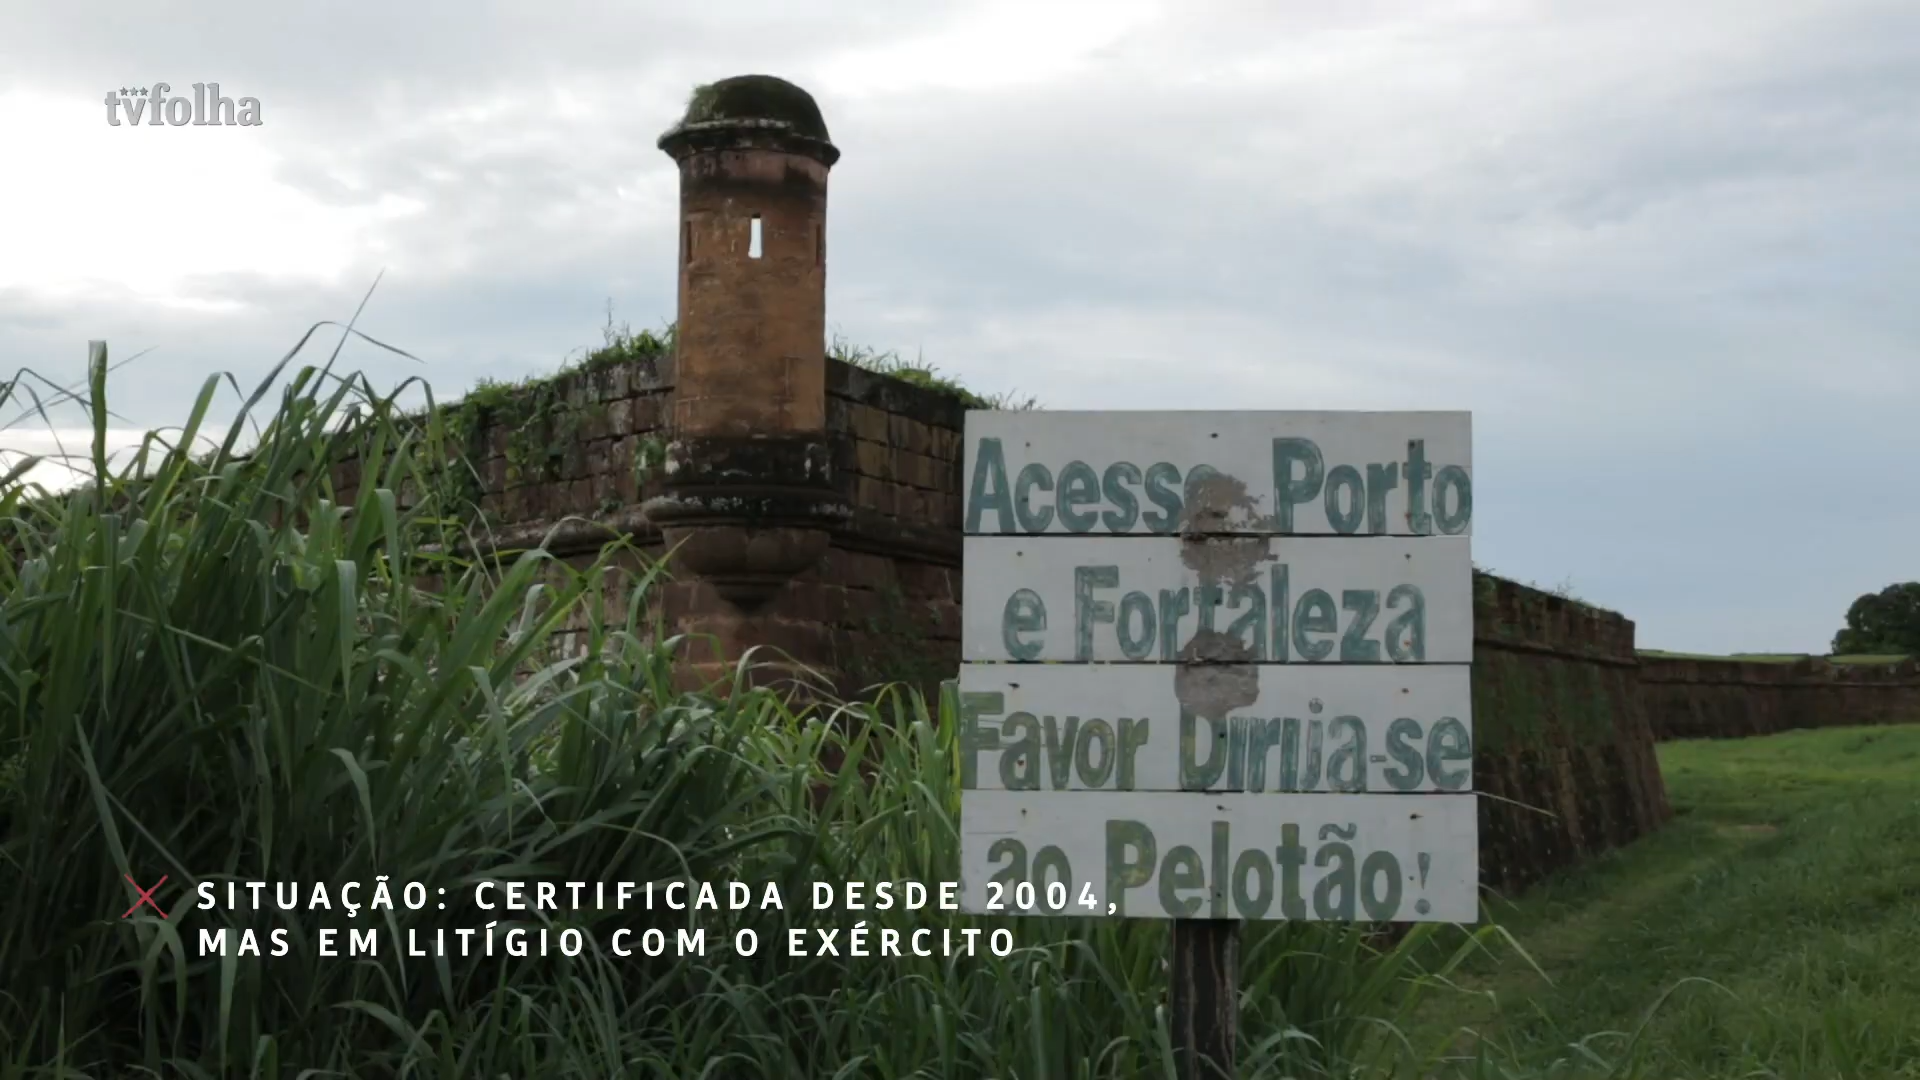 tvfolha
Acesso Porto
e Fortaleza
Favor Dirija-se
ao Pelotão!
SITUAÇÃO: CERTIFICADA DESDE 2004,
MAS EM LITÍGIO COM O EXÉRCITO